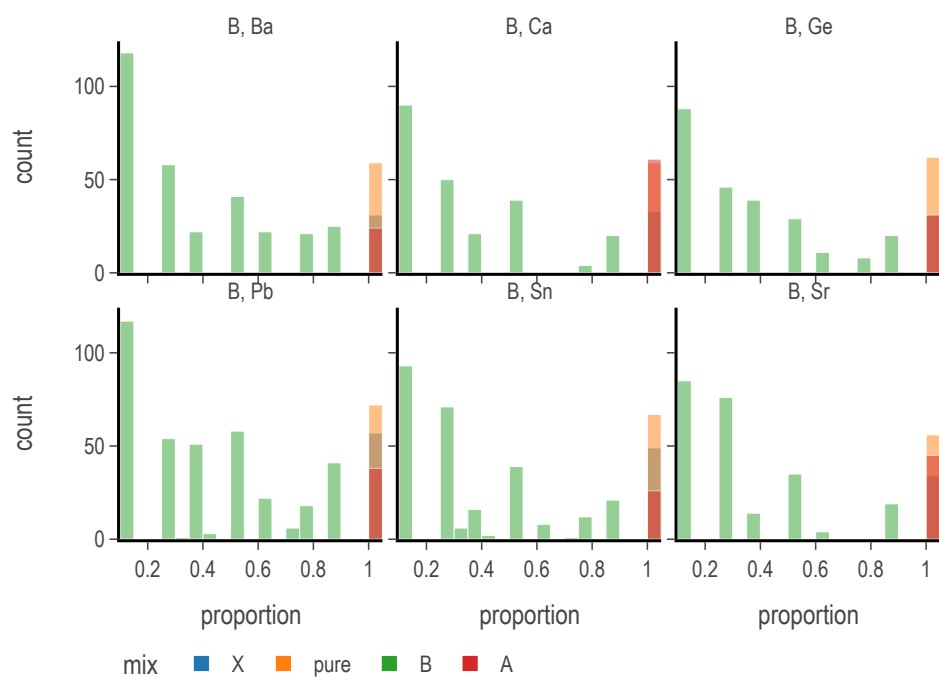 B, Ba B, Ca B, Ge
count
100
50
0
B, Pb B, Sn B, Sr
count
100
50
0
0.2 0.4 0.6 0.8 1 0.2 0.4 0.6 0.8 1 0.2 0.4 0.6 0.8 1
proportion proportion proportion
mix X pure B A